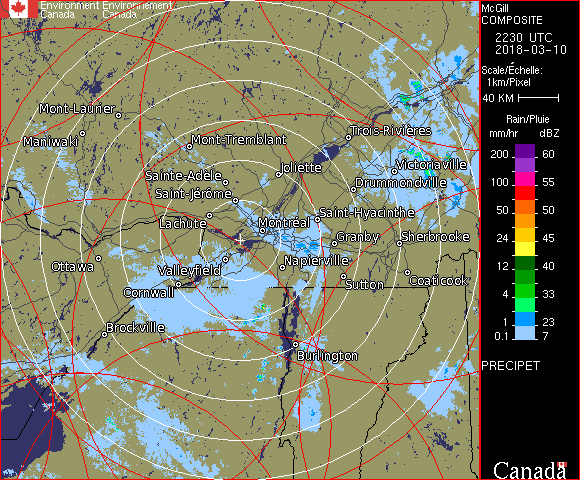 Environment Environnement
Canada Canada
McGill
COMPOSITE
2230 UTC
2018-03-10
Scale/Échelle:
1km/Pixel
40 KM
Rain/Pluie
mm/hr dBZ
200 60
100 55
50 50
24 45
12 40
4 33
1 23
0.1 7
PRECIPET
Canada
Mont-Laurier
Maniwaki
Mont-Tremblant
Trois-Rivières
Sainte-Adèle
Joliette
Victoriaville
Saint-Jérôme
Drummondville
Lachute
Montréal
Saint-Hyacinthe
Granby
Sherbrooke
Ottawa
Valleyfield
Napierville
Cornwall
Sutton
Coaticook
Brockville
Burlington